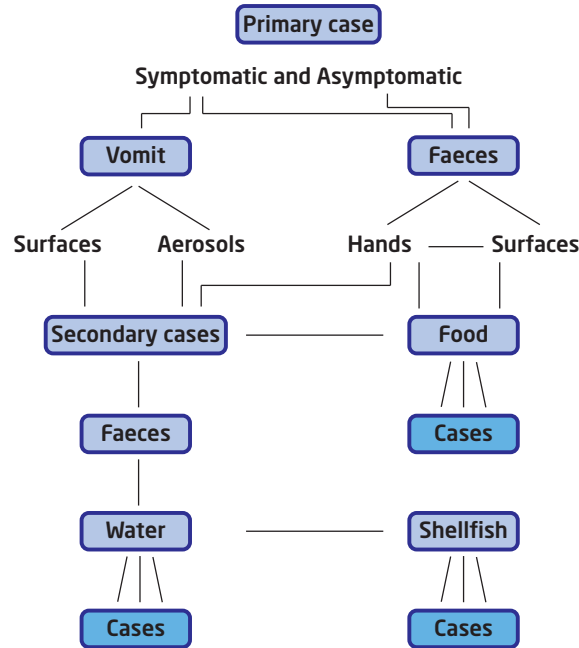 Primary case
Symptomatic and Asymptomatic
Vomit
Faeces
Surfaces
Aerosols
Hands
Surfaces
Secondary cases
Food
Faeces
Cases
Water
Shellfish
Cases
Cases